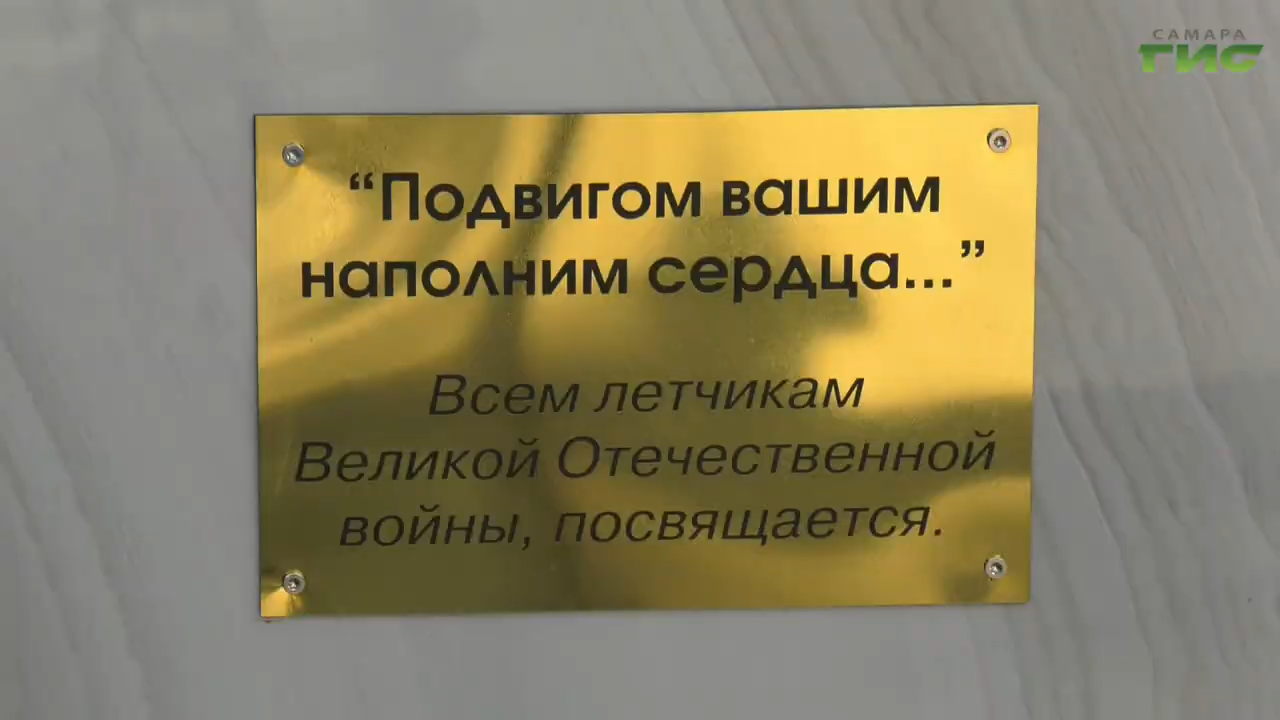 САМАРА
ГИС
“Подвигом вашим
наполним сердца...”
Всем летчикам
Великой Отечественной
войны, посвящается.